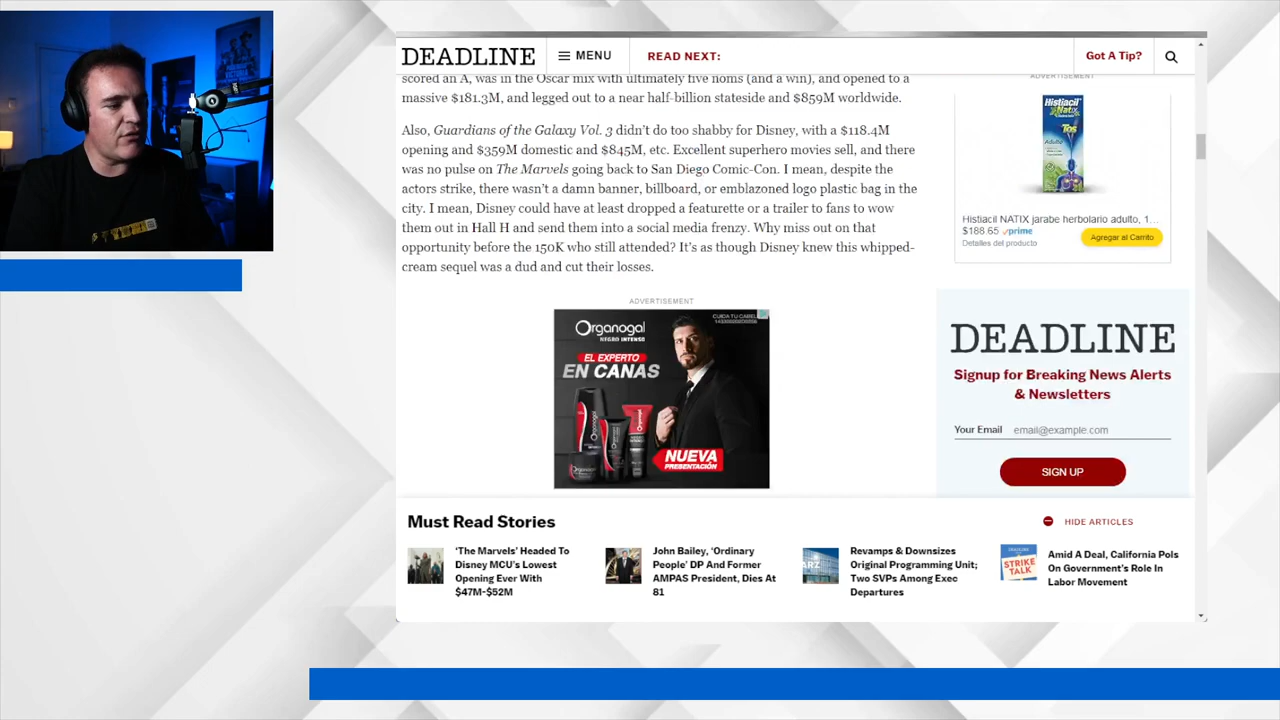 DEADLINE
MENU
READ NEXT:
Got A Tip?
scored an A, was in the Oscar mix with ultimately five noms (and a win), and opened to a
massive $181.3M, and legged out to a near half-billion stateside and $859M worldwide.
Also, Guardians of the Galaxy Vol. 3 didn't do too shabby for Disney, with a $118.4M
opening and $359M domestic and $845M, etc. Excellent superhero movies sell, and there
was no pulse on The Marvels going back to San Diego Comic-Con. I mean, despite the
actors strike, there wasn't a damn banner, billboard, or emblazoned logo plastic bag in the
city. I mean, Disney could have at least dropped a featurette or a trailer to fans to wow
them out in Hall H and send them into a social media frenzy. Why miss out on that
opportunity before the 150K who still attended? It's as though Disney knew this whipped-
cream sequel was a dud and cut their losses.
ADVERTISEMENT
Organogal
NEGRO INTENSO
EL EXPERTO
EN CANAS
NUEVA
PRESENTACIÓN
ADVERTISEMENT
Histiacil
Natix
Tos
Adulto
Histiacil NATIX jarabe herbolario adulto, 1...
$188.65 prime
Detalles del producto
Agregar al Carrito
DEADLINE
Signup for Breaking News Alerts
& Newsletters
Your Email
email@example.com
SIGN UP
Must Read Stories
HIDE ARTICLES
'The Marvels' Headed To
Disney MCU's Lowest
Opening Ever With
$47M-$52M
John Bailey, 'Ordinary
People' DP And Former
AMPAS President, Dies At
81
ARZ
Revamps & Downsizes
Original Programming Unit;
Two SVPs Among Exec
Departures
DEADLINE
STRIKE
TALK
Amid A Deal, California Pols
On Government's Role In
Labor Movement